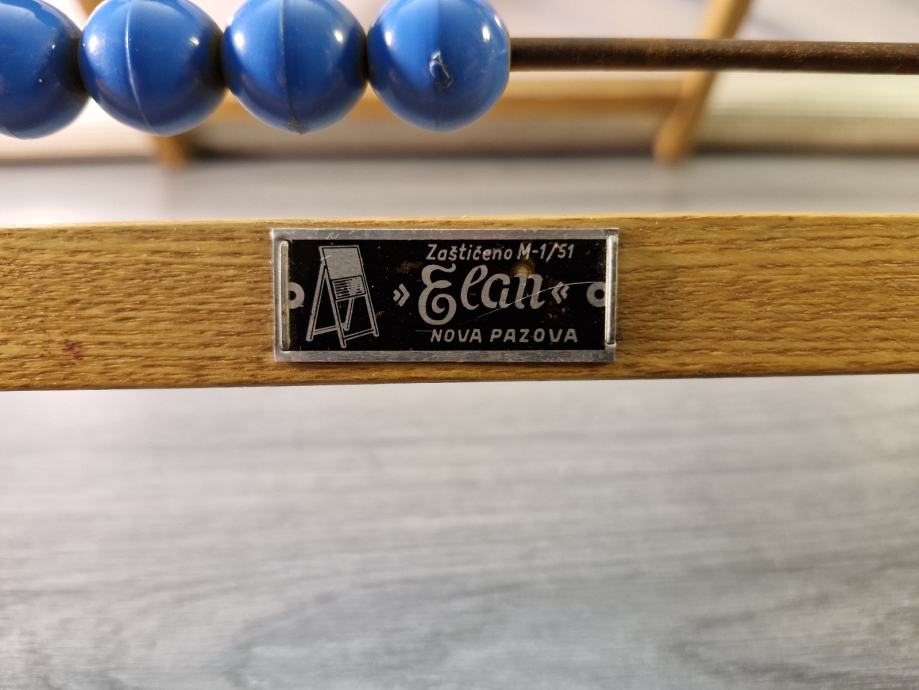 Zaštićeno M-1/51
»Elan«
NOVA PAZOVA